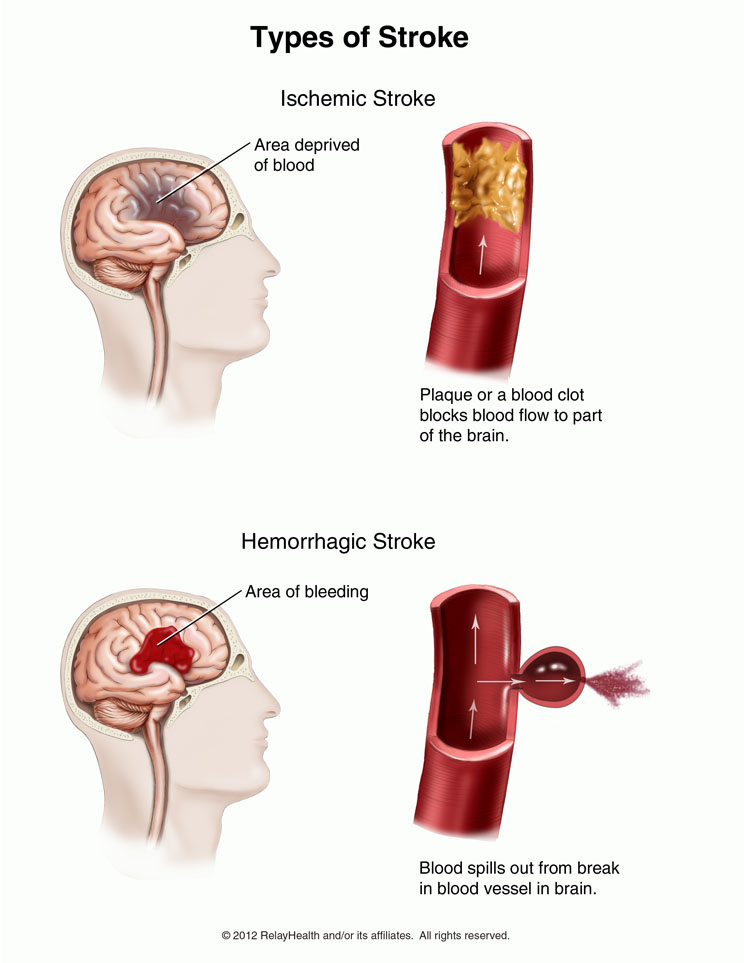 Types of Stroke
Ischemic Stroke
Area deprived
of blood
Plaque or a blood clot
blocks blood flow to part
of the brain.
Hemorrhagic Stroke
Area of bleeding
Blood spills out from break
in blood vessel in brain.
© 2012 RelayHealth and/or its affiliates.  All rights reserved.